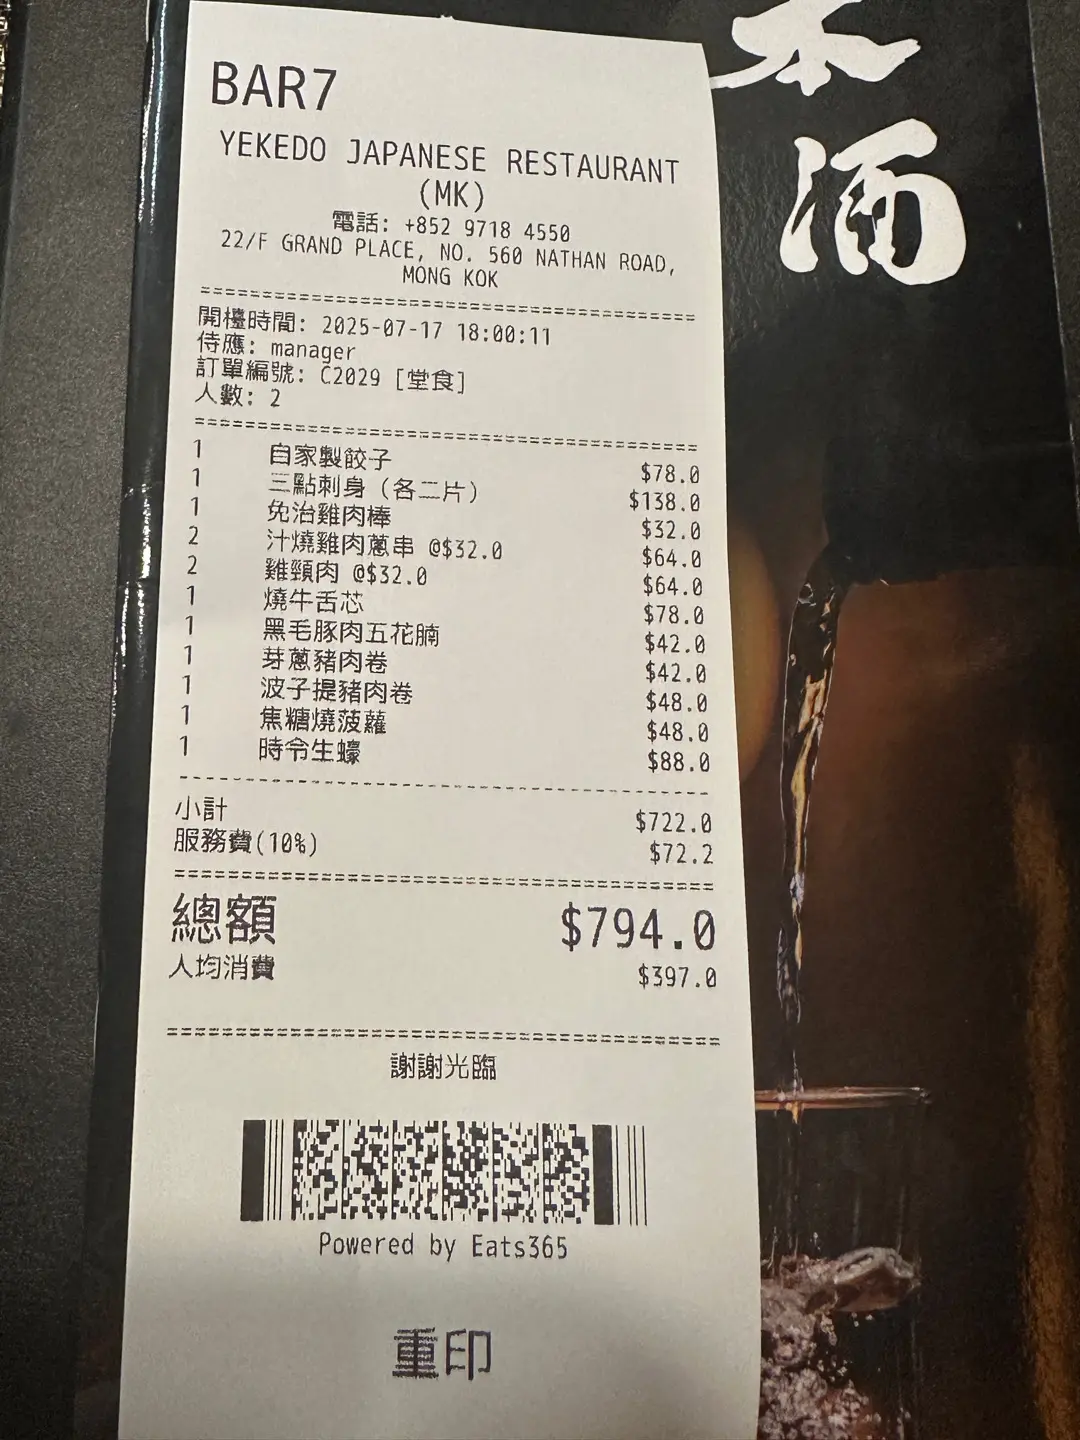 本
酒
BAR7
YEKEDO JAPANESE RESTAURANT
(MK)
電話: +852 9718 4550
22/F GRAND PLACE, NO. 560 NATHAN ROAD,
MONG KOK
開檯時間: 2025-07-17 18:00:11
侍應: manager
訂單編號: C2029 [堂食]
人數: 2
1 自家製餃子 $78.0
1 三點刺身 (各二片) $138.0
1 免治雞肉棒 $32.0
2 汁燒雞肉蔥串 @$32.0 $64.0
2 雞頸肉 @$32.0 $64.0
1 燒牛舌芯 $78.0
1 黑毛豚肉五花腩 $42.0
1 芽蔥豬肉卷 $42.0
1 波子提豬肉卷 $48.0
1 焦糖燒菠蘿 $48.0
1 時令生蠔 $88.0
小計 $722.0
服務費(10%) $72.2
總額 $794.0
人均消費 $397.0
謝謝光臨
Powered by Eats365
重印